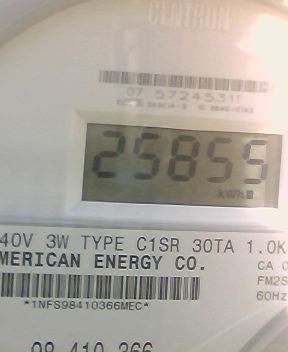 CENTRON
07 57245311
25855
kWh
40V 3W TYPE C1SR 30TA 1.0K
MERICAN ENERGY CO.
CA 0
FM2S
*1NFS98410366MEC*
60Hz
98 410 366